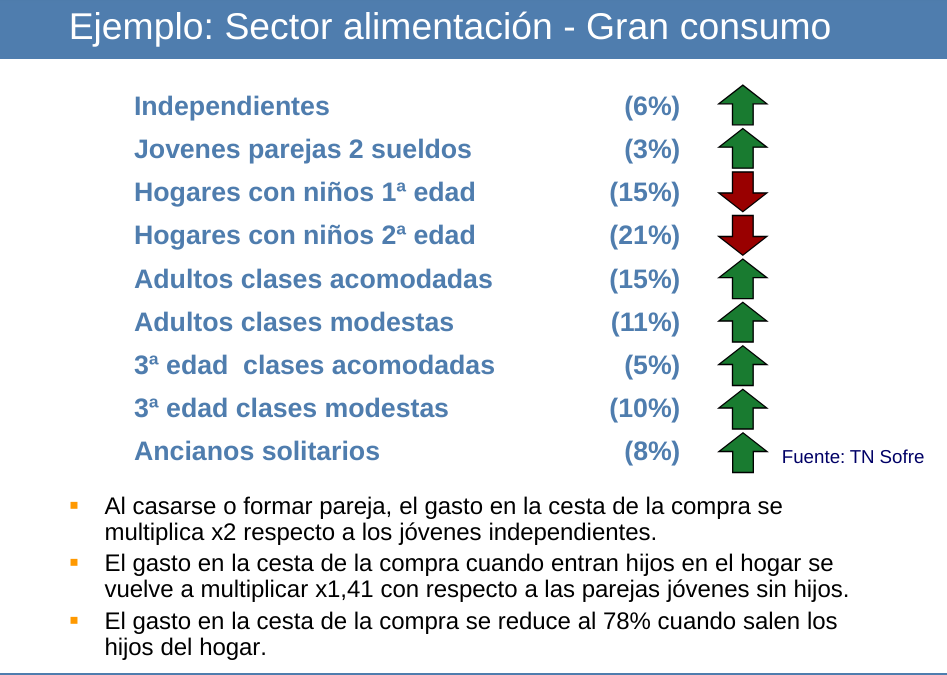 Ejemplo: Sector alimentación - Gran consumo
Independientes (6%)
Jovenes parejas 2 sueldos (3%)
Hogares con niños 1ª edad (15%)
Hogares con niños 2ª edad (21%)
Adultos clases acomodadas (15%)
Adultos clases modestas (11%)
3ª edad  clases acomodadas (5%)
3ª edad clases modestas (10%)
Ancianos solitarios (8%)
Fuente: TN Sofre
Al casarse o formar pareja, el gasto en la cesta de la compra se
multiplica x2 respecto a los jóvenes independientes.
El gasto en la cesta de la compra cuando entran hijos en el hogar se
vuelve a multiplicar x1,41 con respecto a las parejas jóvenes sin hijos.
El gasto en la cesta de la compra se reduce al 78% cuando salen los
hijos del hogar.